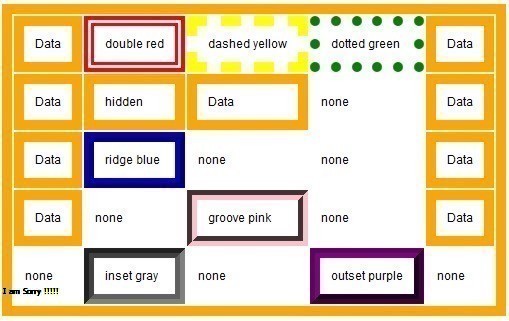 Data double red dashed yellow dotted green Data
Data hidden Data none Data
Data ridge blue none none Data
Data none groove pink none Data
none inset gray none outset purple none
I am Sorry !!!!!